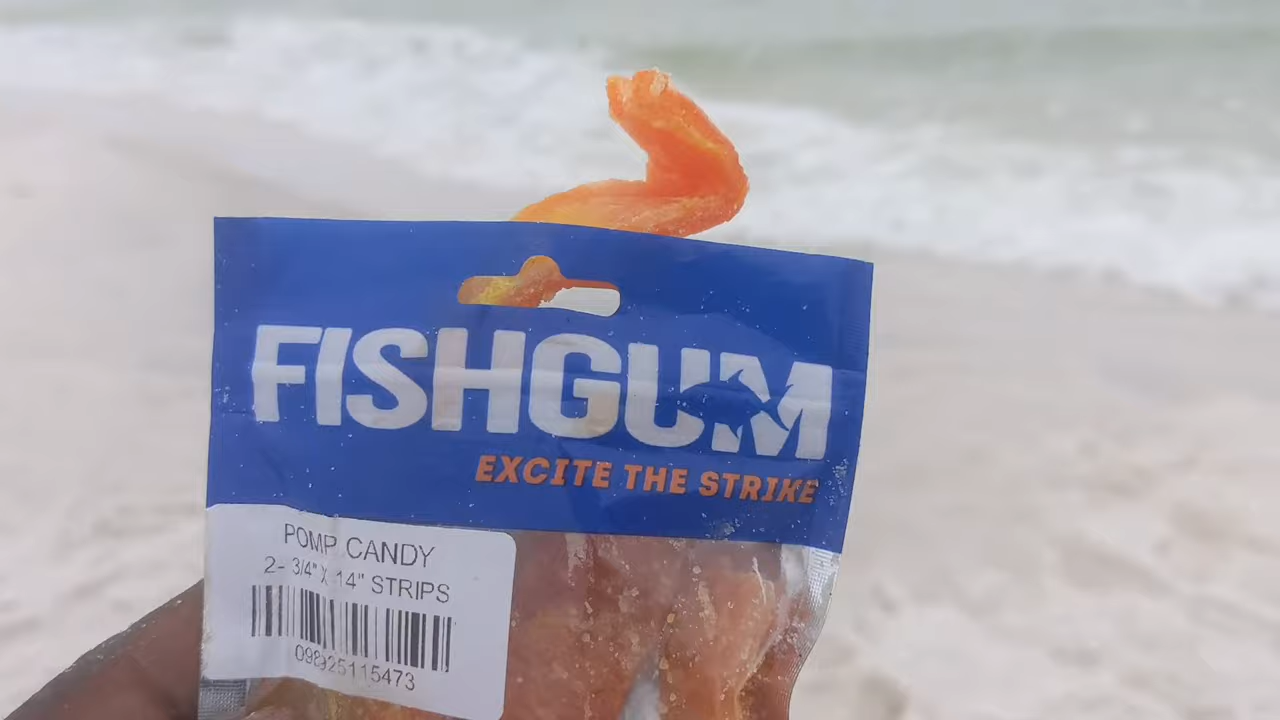 FISHGUM
EXCITE THE STRIKE
POMP CANDY
2- 3/4" X 14" STRIPS
098925115473